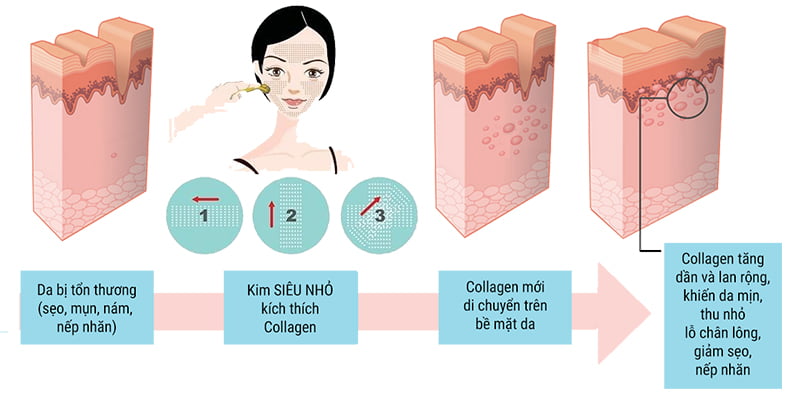 1
2
3
Da bị tổn thương
(sẹo, mụn, nám,
nếp nhăn)
Kim SIÊU NHỎ
kích thích
Collagen
Collagen mới
di chuyển trên
bề mặt da
Collagen tăng
dần và lan rộng,
khiến da mịn,
thu nhỏ
lỗ chân lông,
giảm sẹo,
nếp nhăn